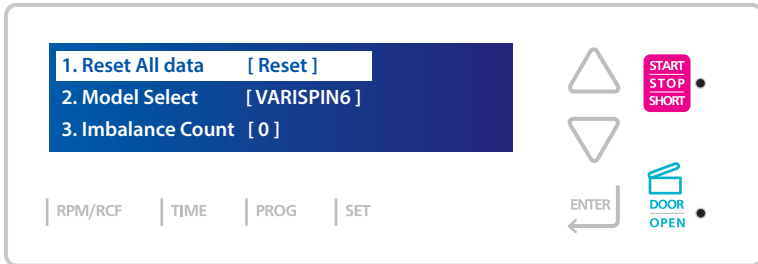 1. Reset All data [ Reset ]
2. Model Select [ VARISPIN6 ]
3. Imbalance Count [ 0 ]
RPM/RCF TIME PROG SET
START
STOP
SHORT
ENTER
DOOR
OPEN